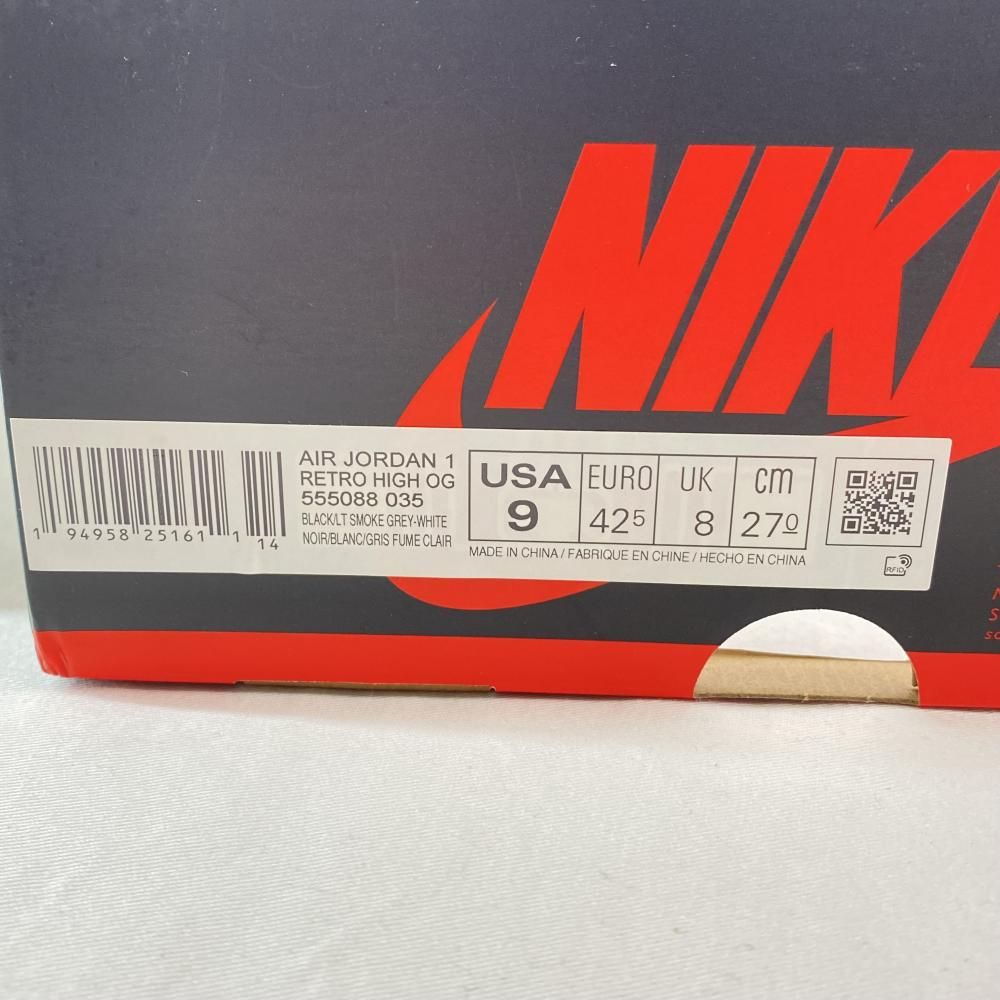 NIK
AIR JORDAN 1
RETRO HIGH OG
555088 035
BLACK/LT SMOKE GREY-WHITE
NOIR/BLANC/GRIS FUME CLAIR
1 94958 25161 1 14
USA EURO UK cm
9 42 5 8 27 0
MADE IN CHINA / FABRIQUE EN CHINE / HECHO EN CHINA
RFID